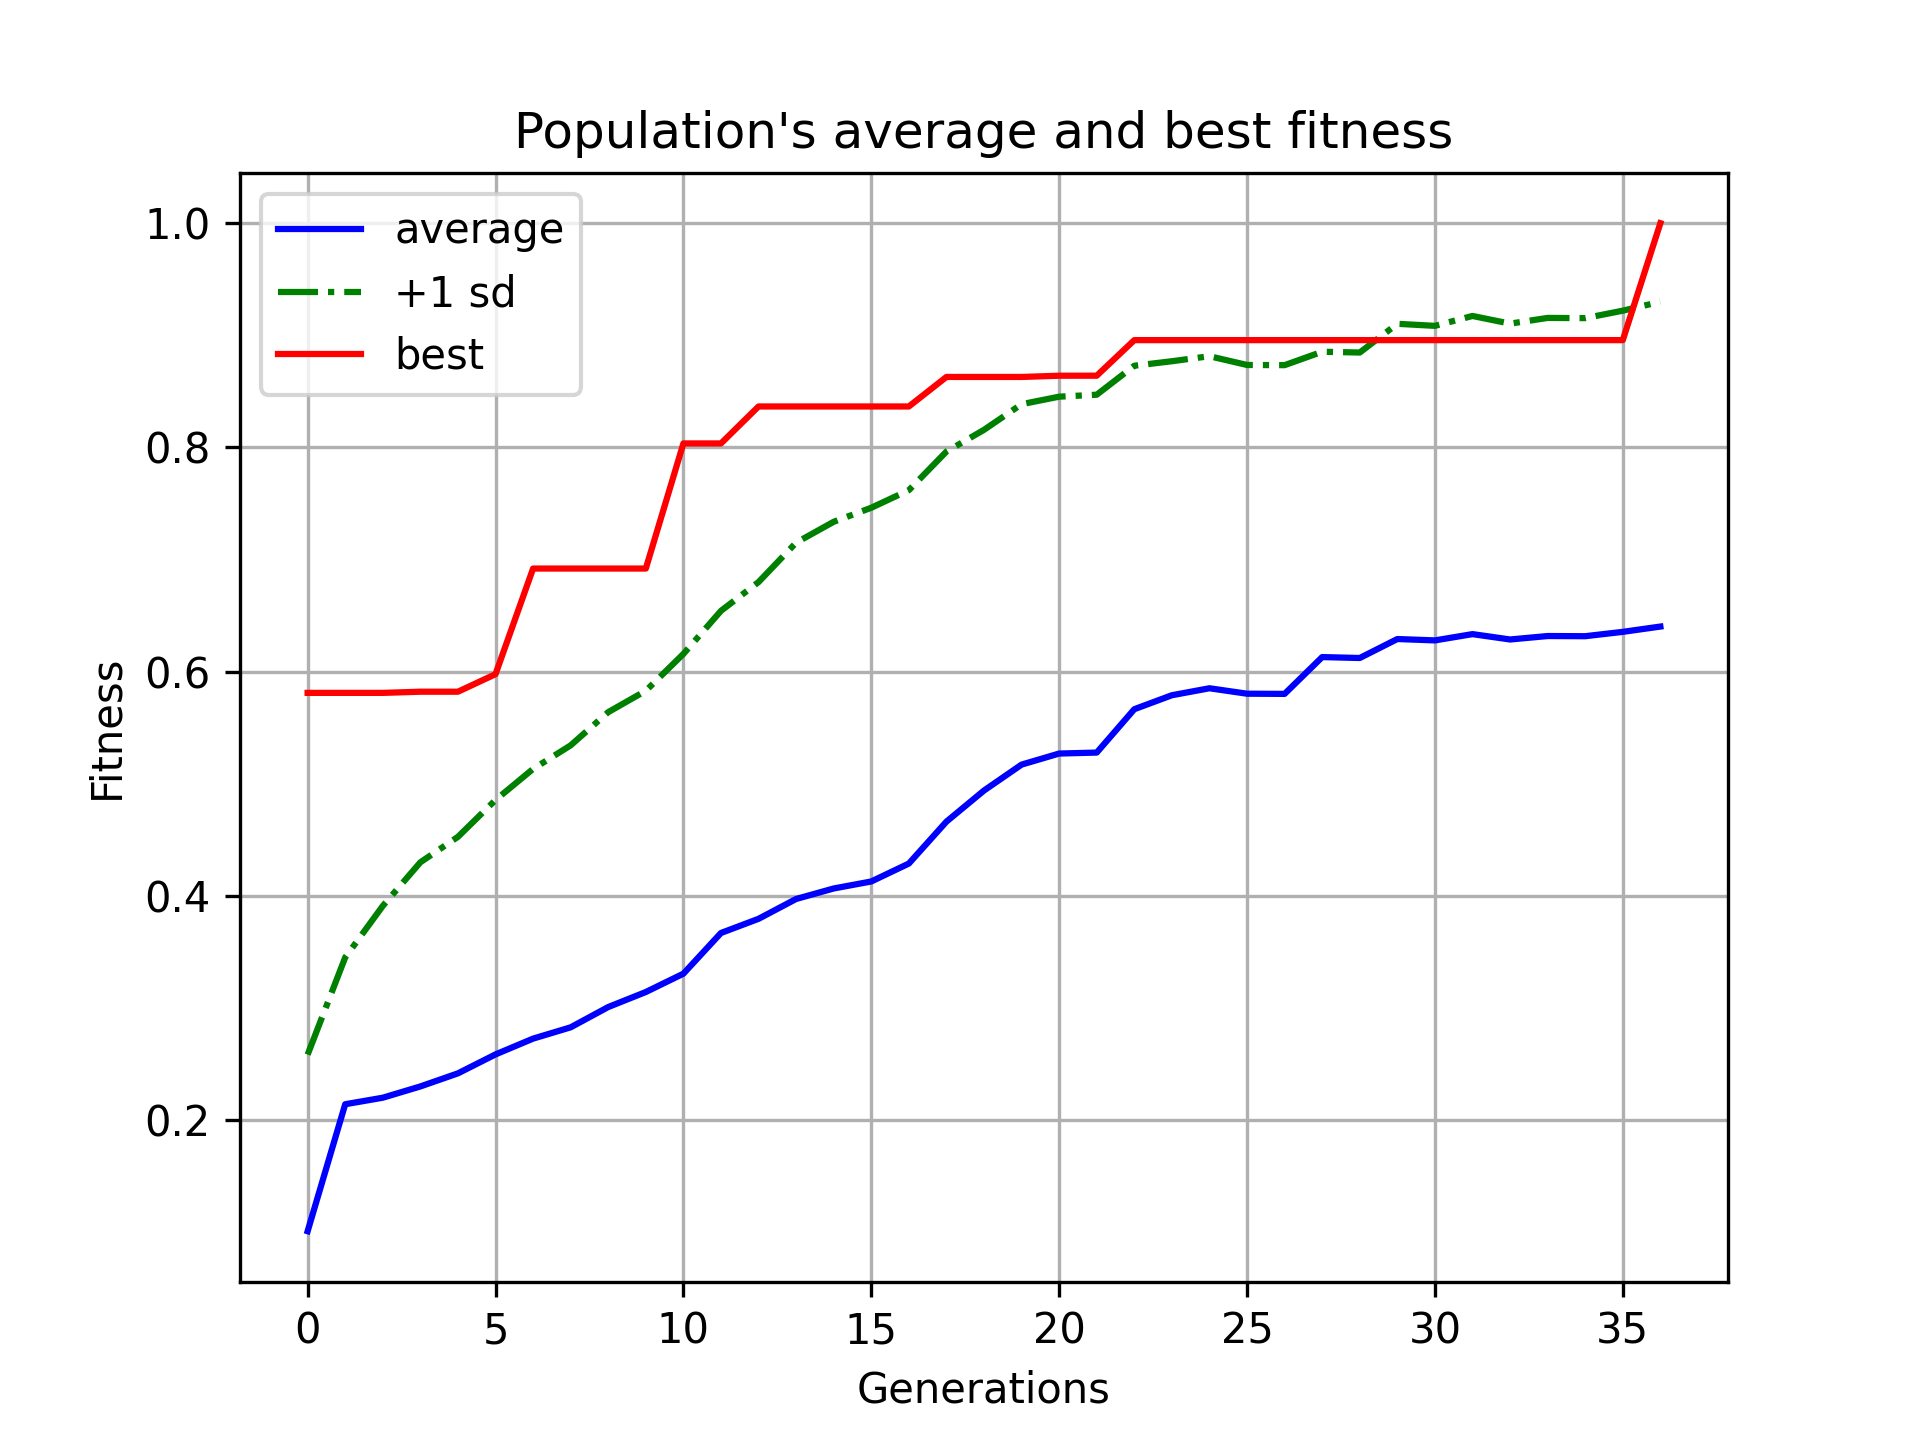 Population's average and best fitness
average
+1 sd
best
1.0
0.8
0.6
0.4
0.2
Fitness
0 5 10 15 20 25 30 35
Generations